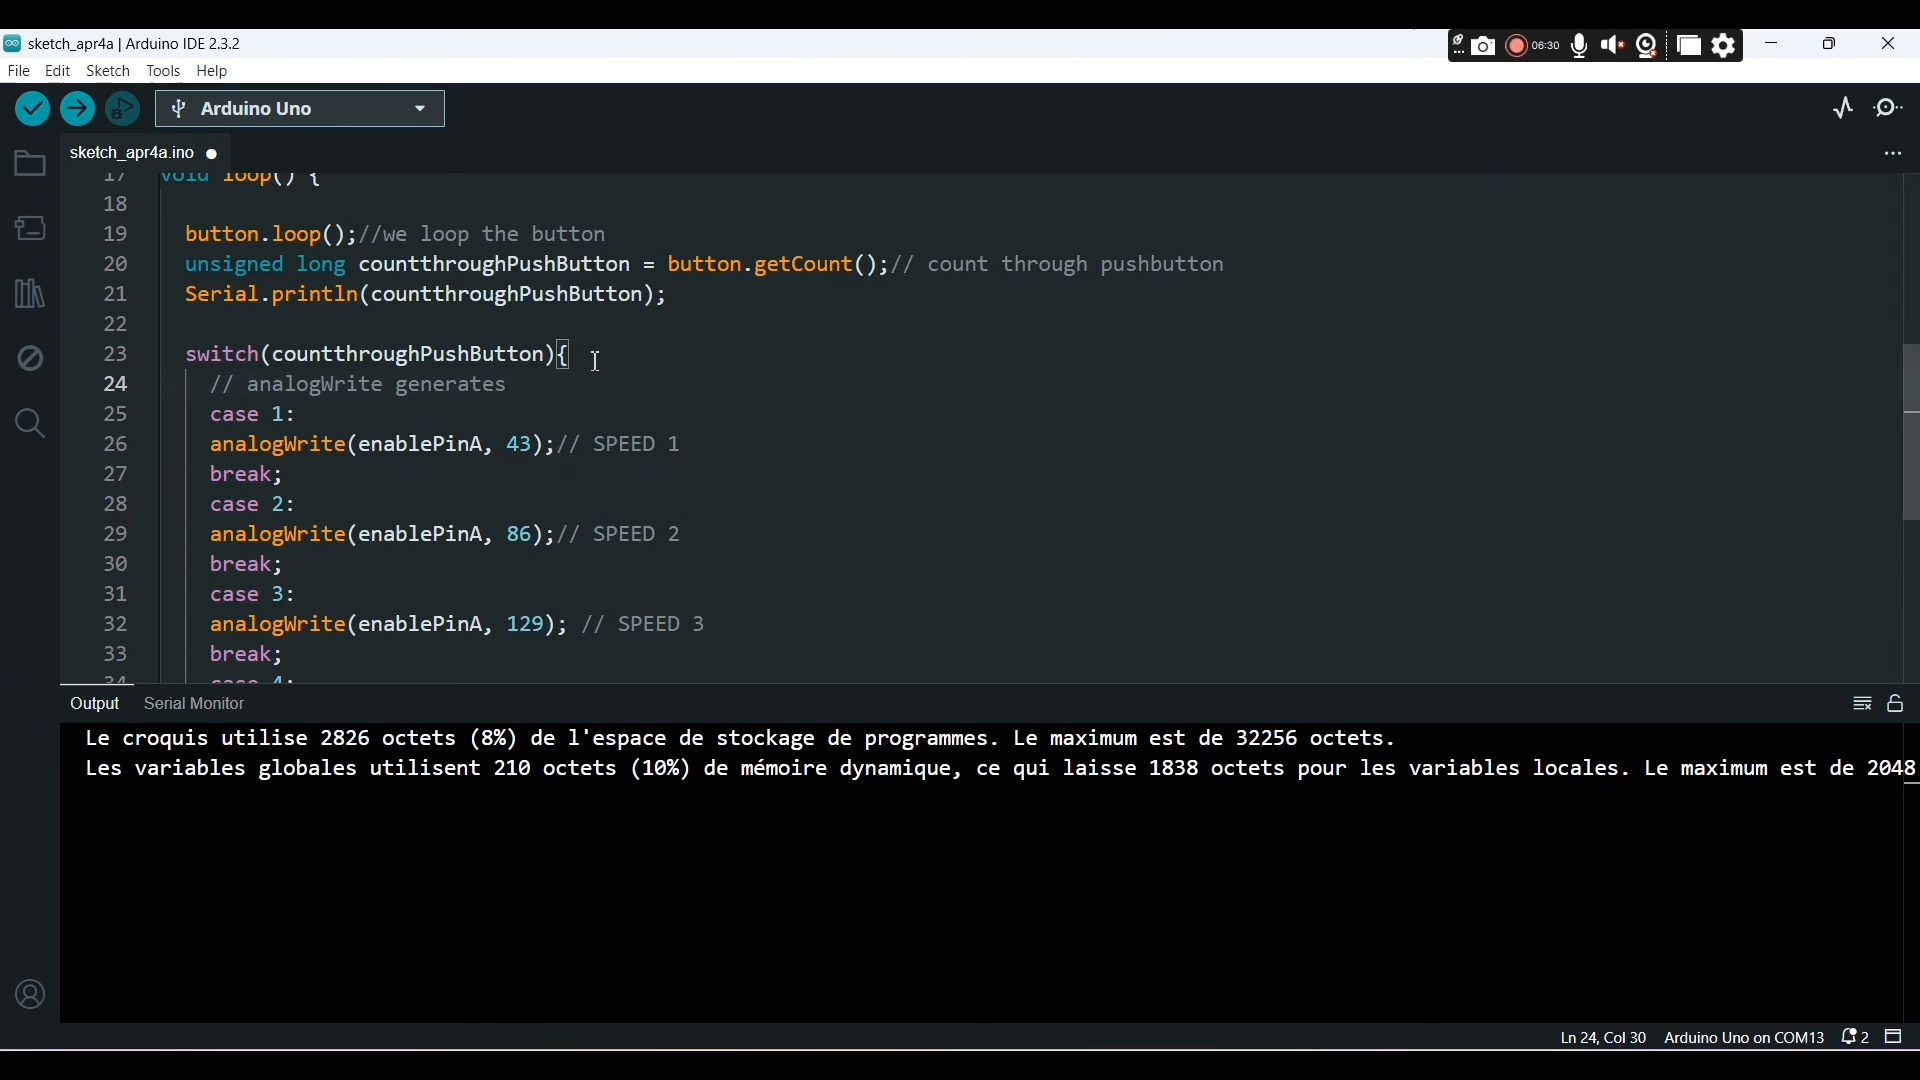 sketch_apr4a | Arduino IDE 2.3.2
06:30
File Edit Sketch Tools Help
Arduino Uno
sketch_apr4a.ino
17 void loop() {
18
19 button.loop();//we loop the button
20 unsigned long countthroughPushButton = button.getCount();// count through pushbutton
21 Serial.println(countthroughPushButton);
22
23 switch(countthroughPushButton){
24 // analogWrite generates
25 case 1:
26 analogWrite(enablePinA, 43);// SPEED 1
27 break;
28 case 2:
29 analogWrite(enablePinA, 86);// SPEED 2
30 break;
31 case 3:
32 analogWrite(enablePinA, 129); // SPEED 3
33 break;
34 case 4:
Output Serial Monitor
Le croquis utilise 2826 octets (8%) de l'espace de stockage de programmes. Le maximum est de 32256 octets.
Les variables globales utilisent 210 octets (10%) de mémoire dynamique, ce qui laisse 1838 octets pour les variables locales. Le maximum est de 2048
Ln 24, Col 30 Arduino Uno on COM13 2